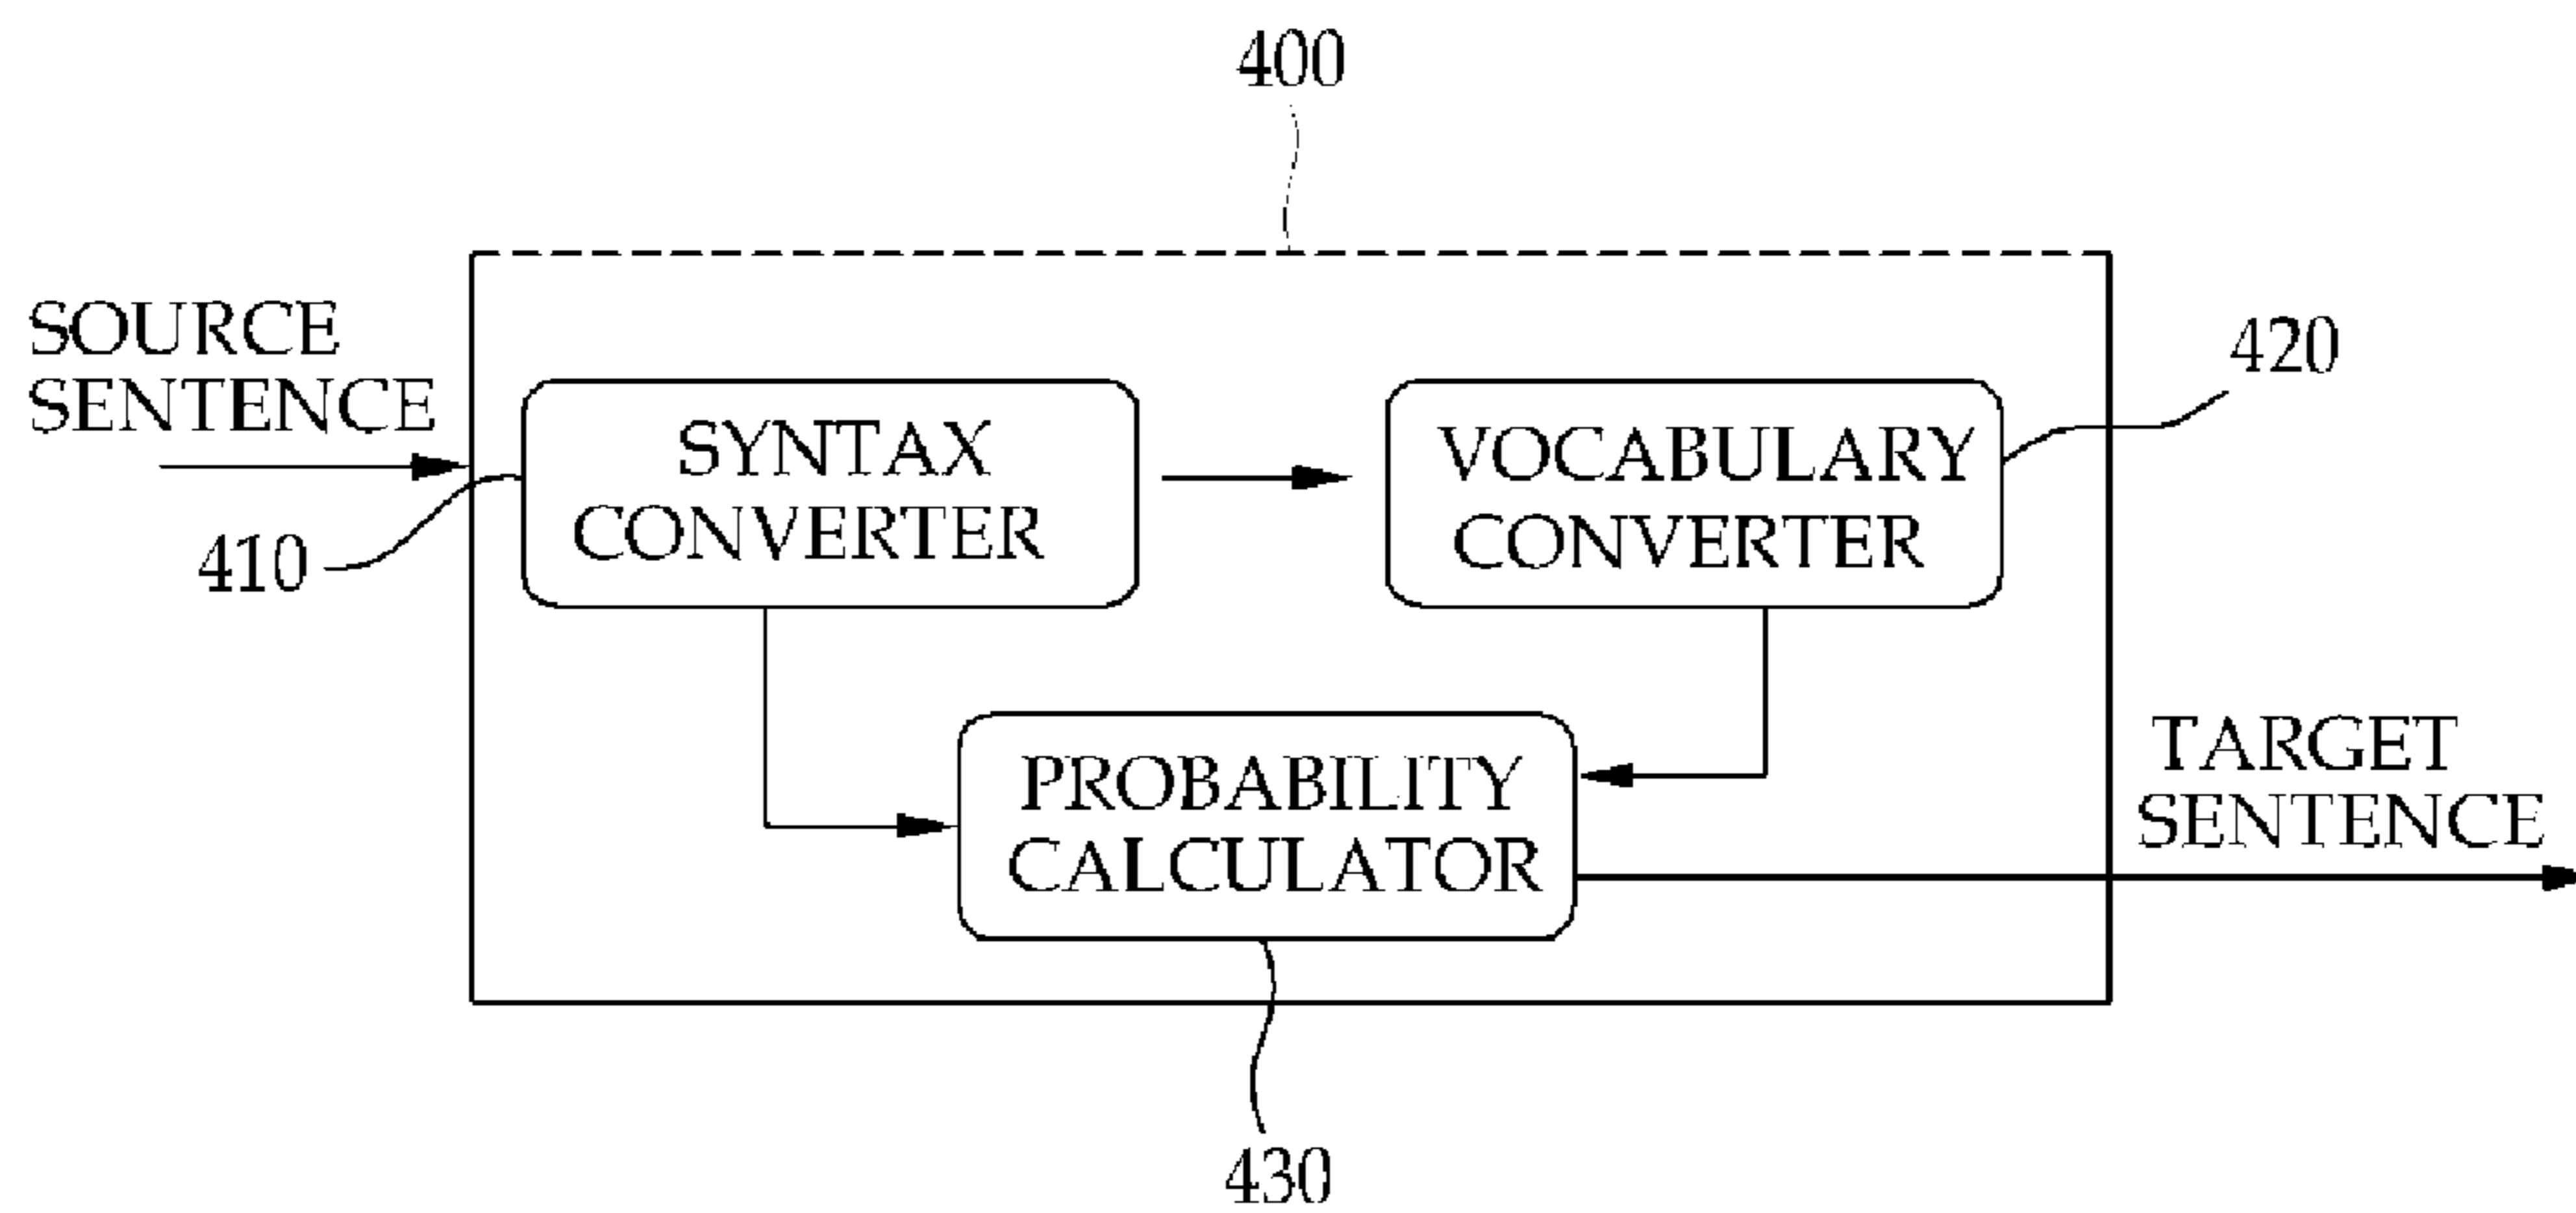 400
SOURCE
SENTENCE
420
SYNTAX
CONVERTER
VOCABULARY
CONVERTER
410
PROBABILITY
CALCULATOR
TARGET
SENTENCE
430